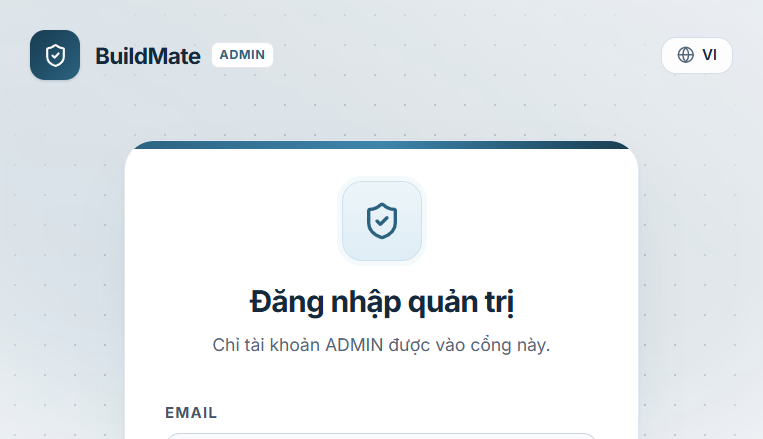 BuildMate ADMIN VI
Đăng nhập quản trị
Chỉ tài khoản ADMIN được vào cổng này.
EMAIL